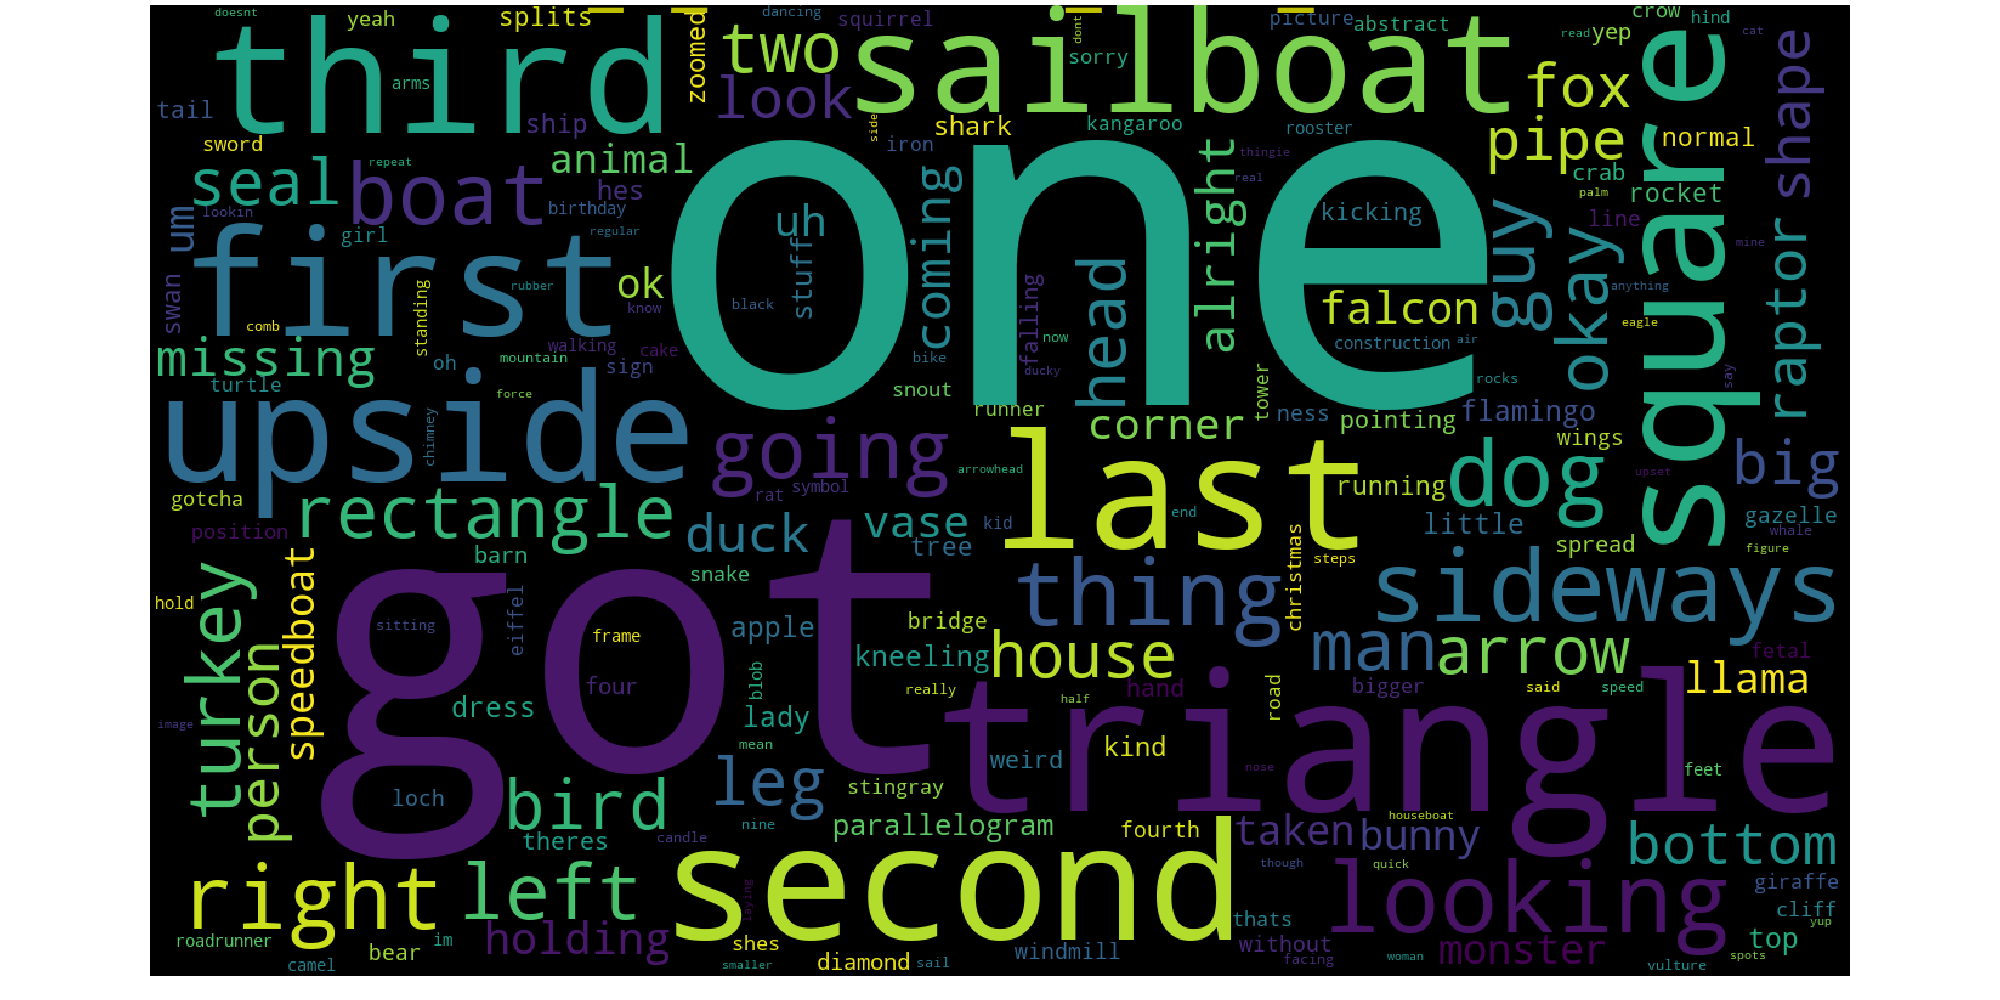 doesnt
yeah
splits
zoomed
dancing
squirrel
dont
picture
abstract
crow
hind
third
two
sailboat
sorry
read
yep
cat
arms
look
fox
square
shape
tail
ship
side
shark
kangaroo
rooster
pipe
normal
sword
animal
iron
alright
thingie
repeat
seal
boat
hes
coming
real
crab
palm
rocket
um
lookin
birthday
uh
one
kicking
guy
line
girl
regular
stuff
head
okay
mine
raptor
first
swan
standing
rubber
ok
know
black
falling
falcon
anything
comb
now
construction
air
eagle
missing
oh
mountain
walking
cake
sign
bike
ducky
turtle
force
snout
tower
rocks
say
upside
chimney
runner
corner
ness
pointing
flamingo
going
last
wings
big
arrowhead
dog
upset
gotcha
rectangle
rat
symbol
running
position
duck
vase
kid
end
little
gazelle
barn
tree
christmas
spread
whale
figure
snake
thing
steps
sideways
turkey
speedboat
hold
eiffel
sitting
frame
got
apple
bridge
house
man
arrow
person
kneeling
fetal
four
blob
really
hand
road
bigger
said
speed
llama
dress
lady
half
image
mean
weird
kind
triangle
nose
feet
loch
leg
stingray
bird
nine
parallelogram
fourth
houseboat
theres
candle
taken
bunny
bottom
second
though
quick
right
left
looking
giraffe
laying
thats
cliff
yup
roadrunner
im
holding
shes
without
monster
top
bear
windmill
camel
smaller
diamond
sail
facing
woman
vulture
spots